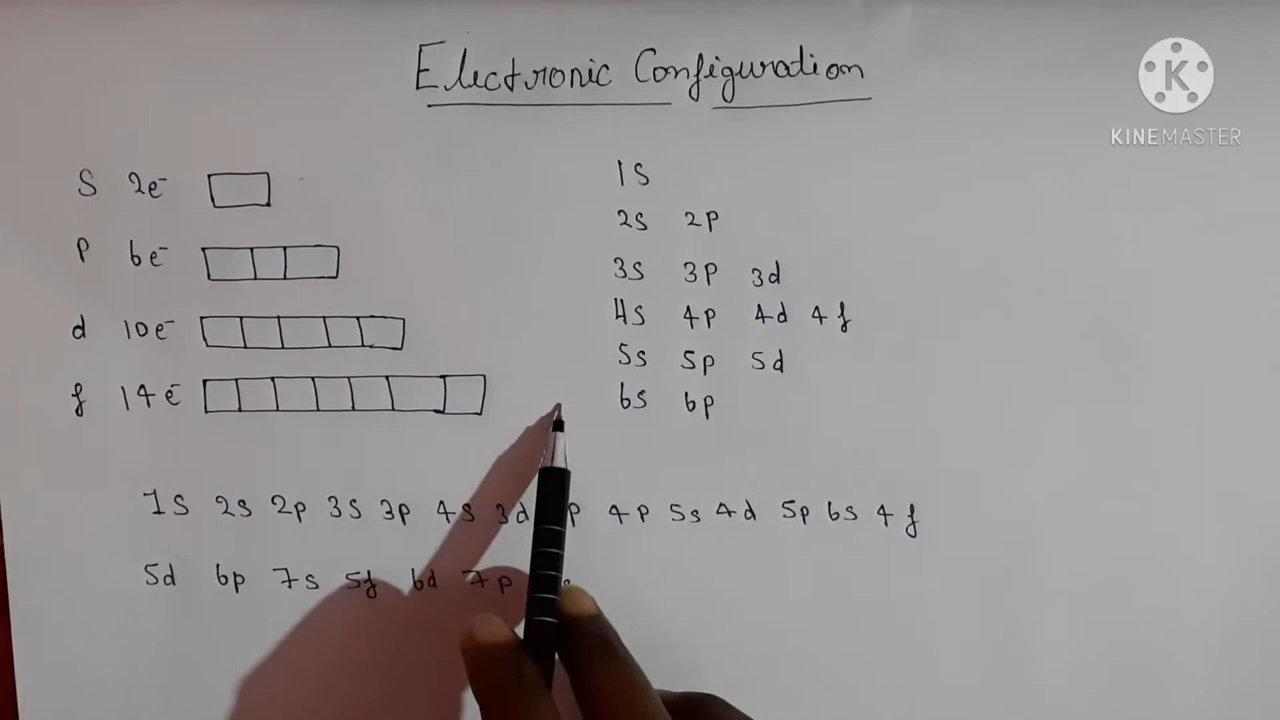 Electronic Configuration
KINEMASTER
S 2e⁻
P 6e⁻
d 10e⁻
f 14e⁻
1S
2s 2p
3s 3p 3d
4s 4p 4d 4f
5s 5p 5d
6s 6p
1s 2s 2p 3s 3p 4s 3d p 4p 5s 4d 5p 6s 4f
5d 6p 7s 5f 6d 7p